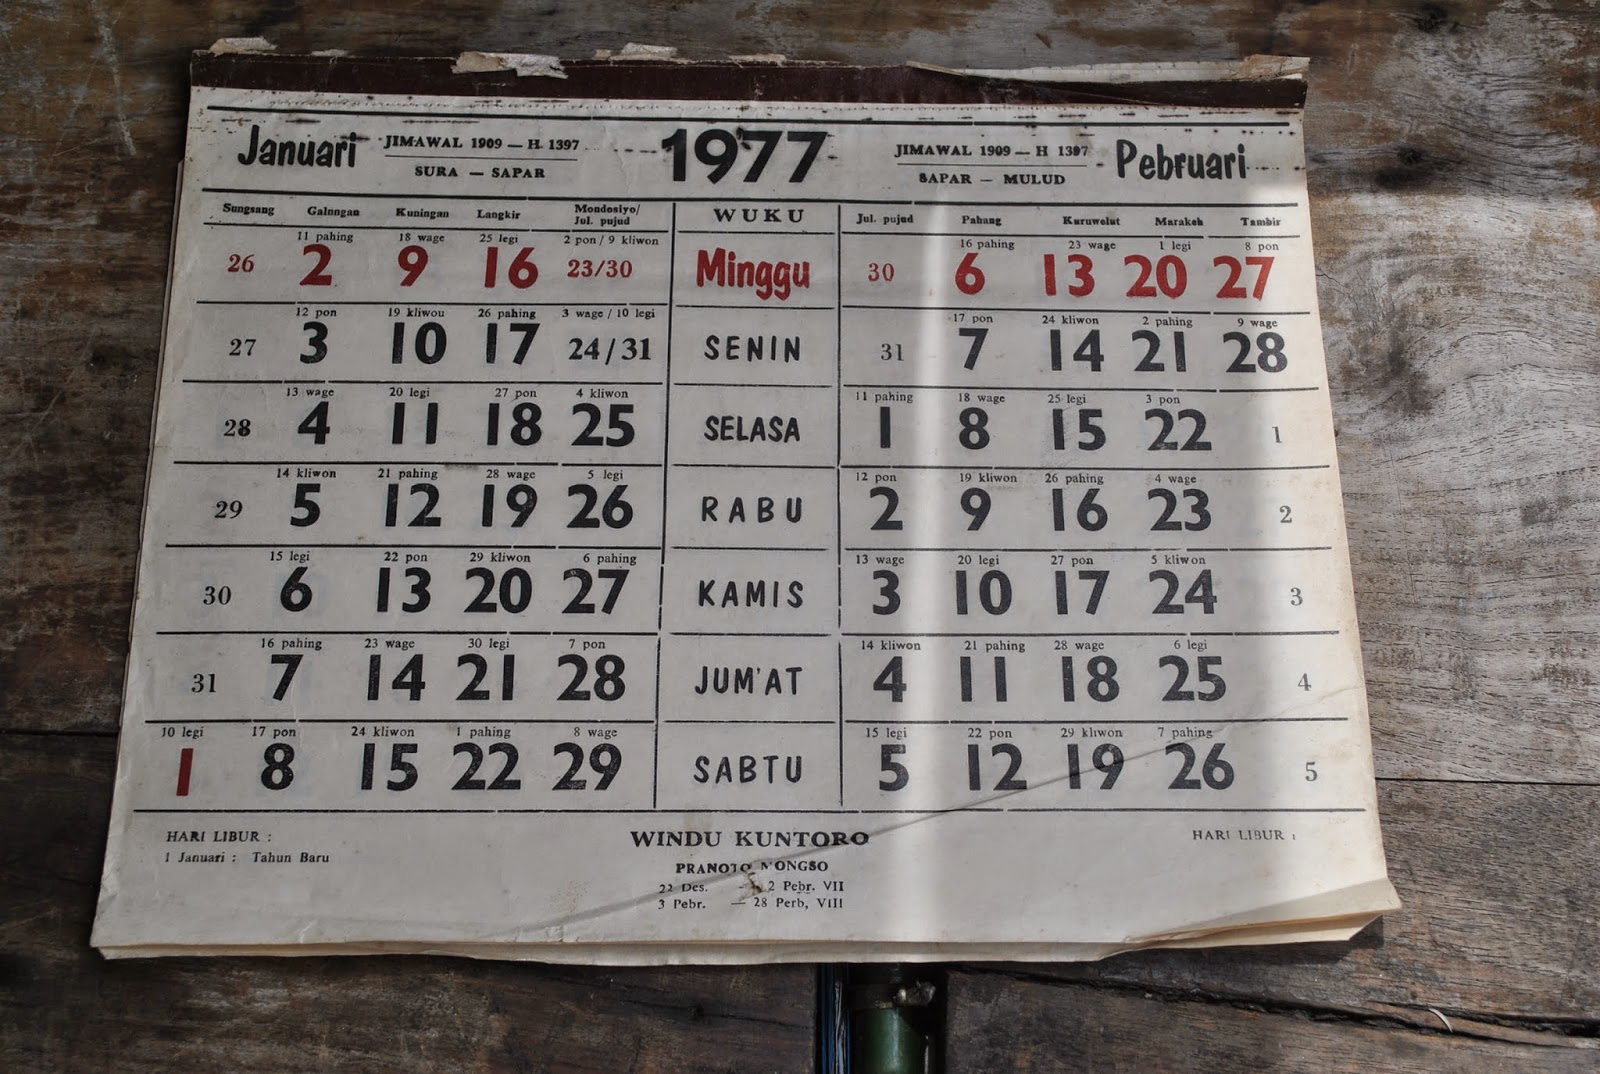 Januari JIMAWAL 1909 — H 1397 1977 JIMAWAL 1909 — H 1397 Pebruari
SURA — SAPAR SAPAR — MULUD
Sungsang Galungan Kuningan Langkir Mondosiyo/ Jul. pujud WUKU Jul. pujud Pahang Kuruwelut Marakeh Tambir
11 pahing 18 wage 25 legi 2 pon / 9 kliwon 16 pahing 23 wage 1 legi 8 pon
26 2 9 16 23/30 Minggu 30 6 13 20 27
12 pon 19 kliwou 26 pahing 3 wage / 10 legi 17 pon 24 kliwon 2 pahing 9 wage
27 3 10 17 24/31 SENIN 31 7 14 21 28
13 wage 20 legi 27 pon 4 kliwon 11 pahing 18 wage 25 legi 3 pon
28 4 11 18 25 SELASA 1 8 15 22 1
14 kliwon 21 pahing 28 wage 5 legi 12 pon 19 kliwon 26 pahing 4 wage
29 5 12 19 26 RABU 2 9 16 23 2
15 legi 22 pon 29 kliwon 6 pahing 13 wage 20 legi 27 pon 5 kliwon
30 6 13 20 27 KAMIS 3 10 17 24 3
16 pahing 23 wage 30 legi 7 pon 14 kliwon 21 pahing 28 wage 6 legi
31 7 14 21 28 JUM'AT 4 11 18 25 4
10 legi 17 pon 24 kliwon 1 pahing 8 wage 15 legi 22 pon 29 kliwon 7 pahing
1 8 15 22 29 SABTU 5 12 19 26 5
HARI LIBUR : WINDU KUNTORO HARI LIBUR :
1 Januari : Tahun Baru
PRANOTO MONGSO
22 Des. — 2 Pebr. VII
3 Pebr. — 28 Perb, VIII